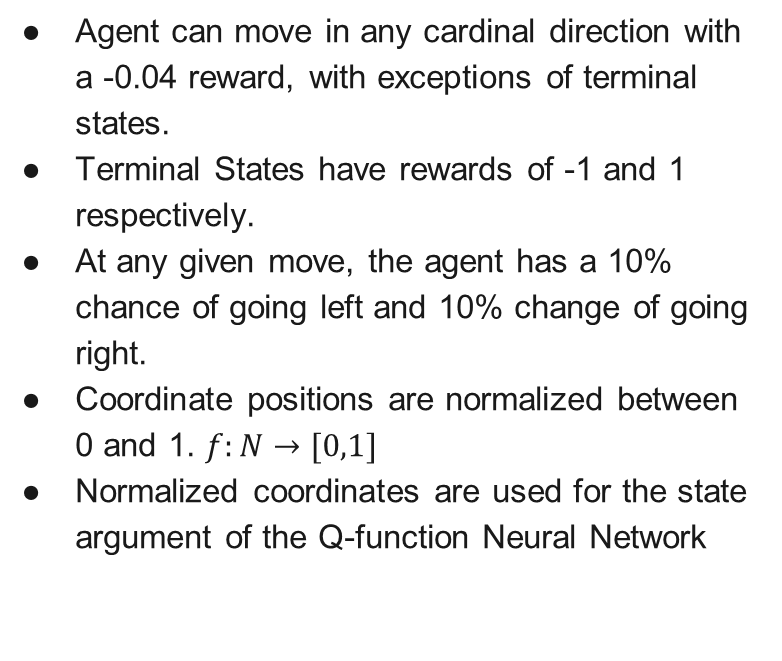 ● Agent can move in any cardinal direction with
a -0.04 reward, with exceptions of terminal
states.
● Terminal States have rewards of -1 and 1
respectively.
● At any given move, the agent has a 10%
chance of going left and 10% change of going
right.
● Coordinate positions are normalized between
0 and 1. f: N → [0,1]
● Normalized coordinates are used for the state
argument of the Q-function Neural Network